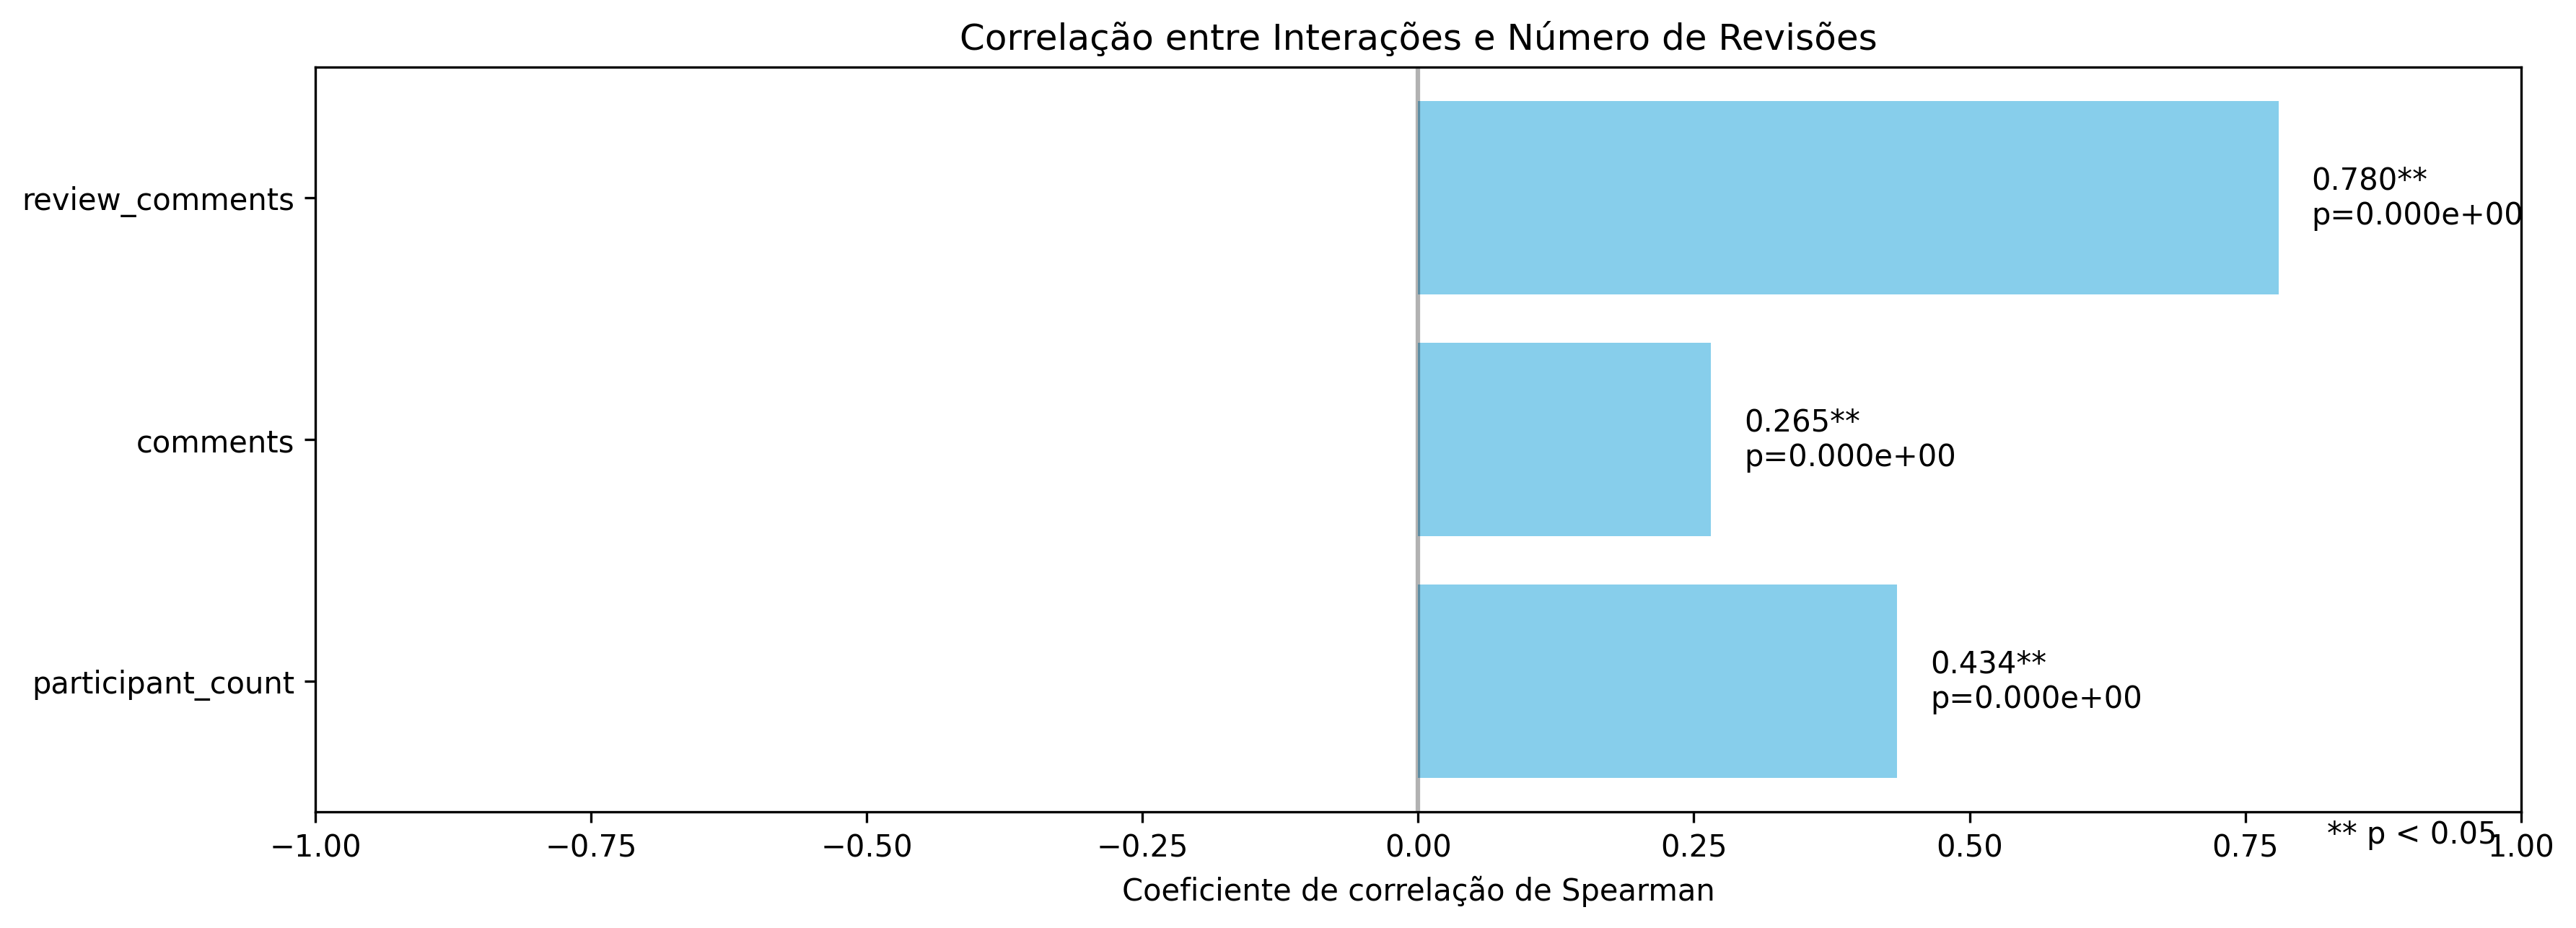 Correlação entre Interações e Número de Revisões
review_comments
0.780**
p=0.000e+00
comments
0.265**
p=0.000e+00
participant_count
0.434**
p=0.000e+00
** p < 0.05
−1.00 −0.75 −0.50 −0.25 0.00 0.25 0.50 0.75 1.00
Coeficiente de correlação de Spearman